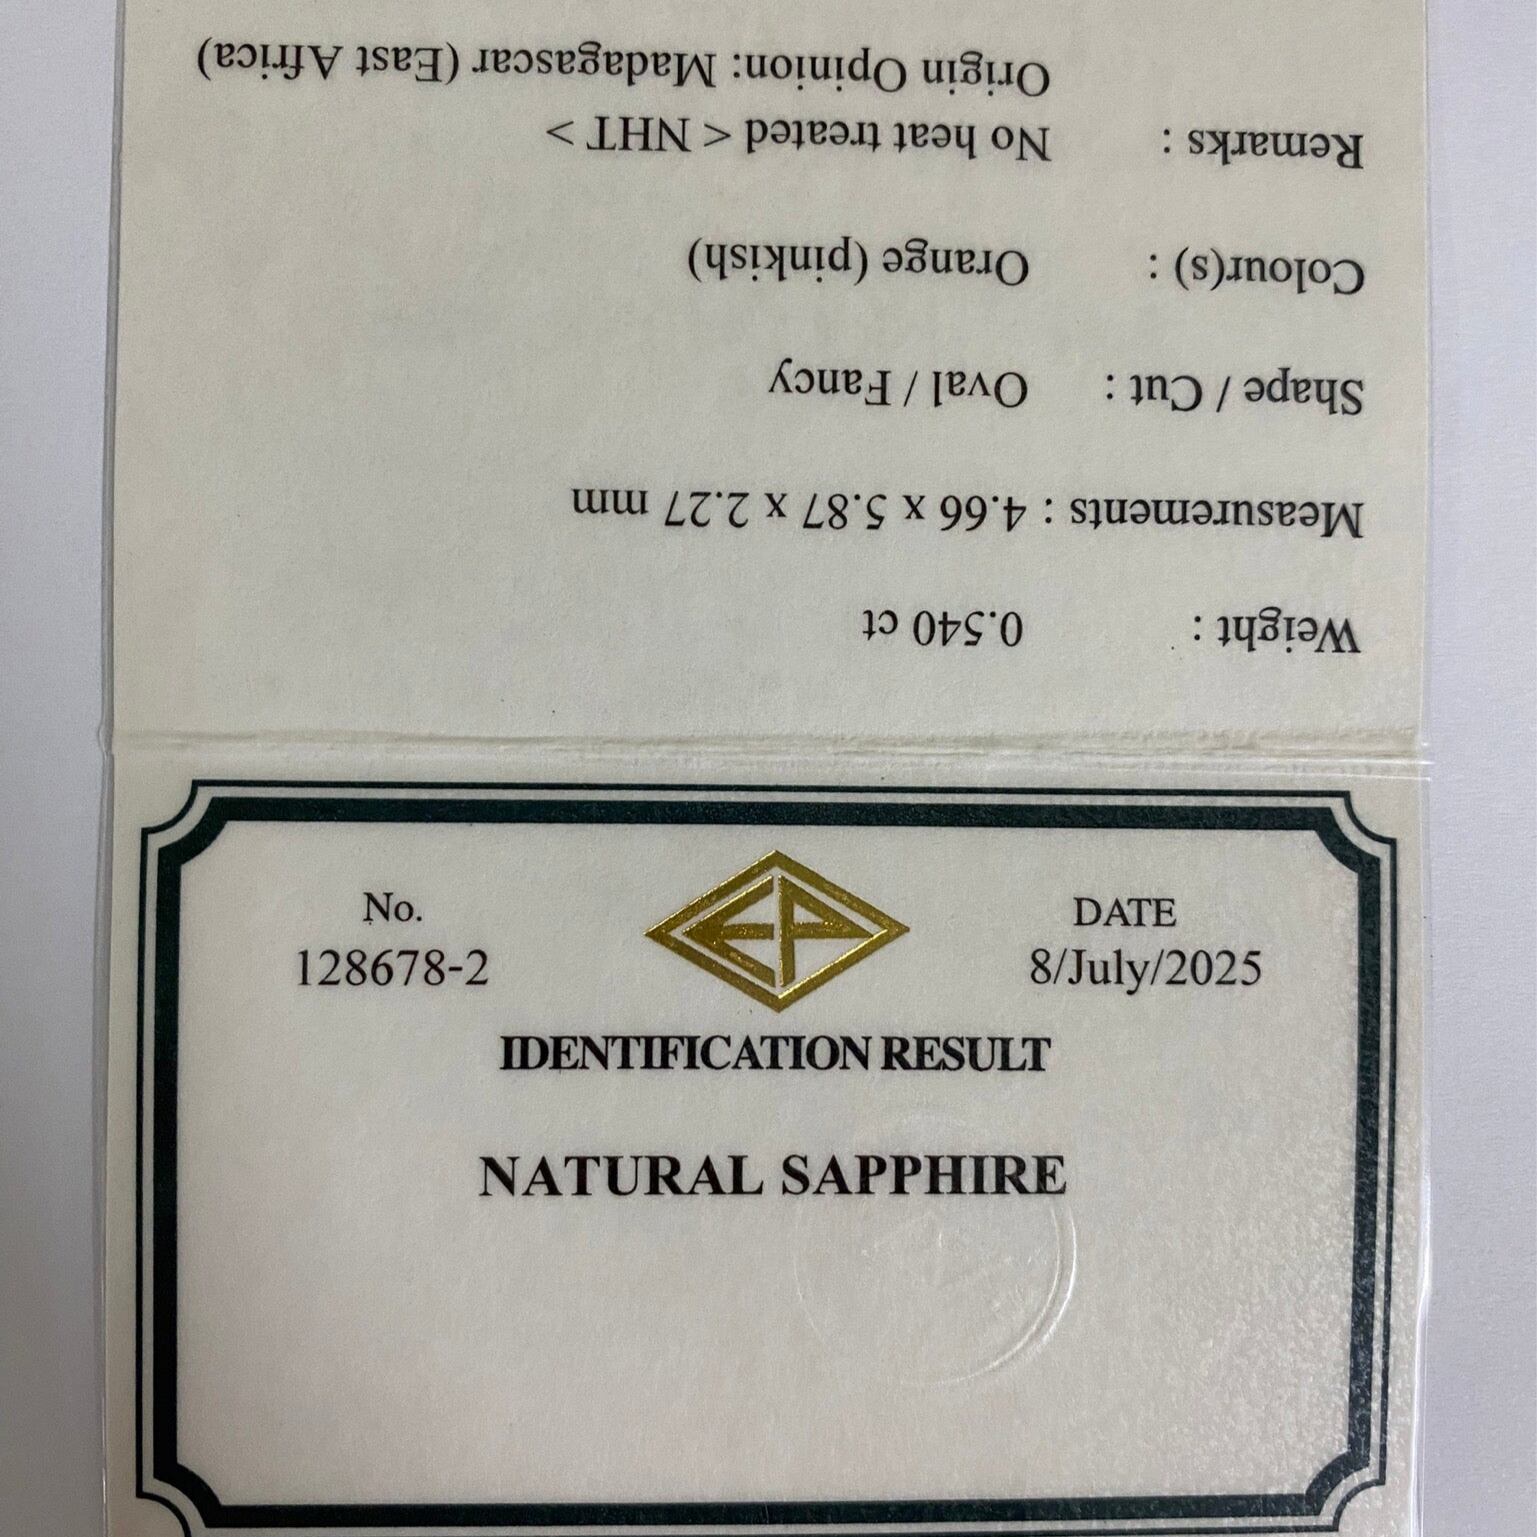 Weight : 0.540 ct
Measurements : 4.66 x 5.87 x 2.27 mm
Shape / Cut : Oval / Fancy
Colour(s) : Orange (pinkish)
Remarks : No heat treated < NHT >
Origin Opinion: Madagascar (East Africa)
No.
128678-2
EP
DATE
8/July/2025
IDENTIFICATION RESULT
NATURAL SAPPHIRE